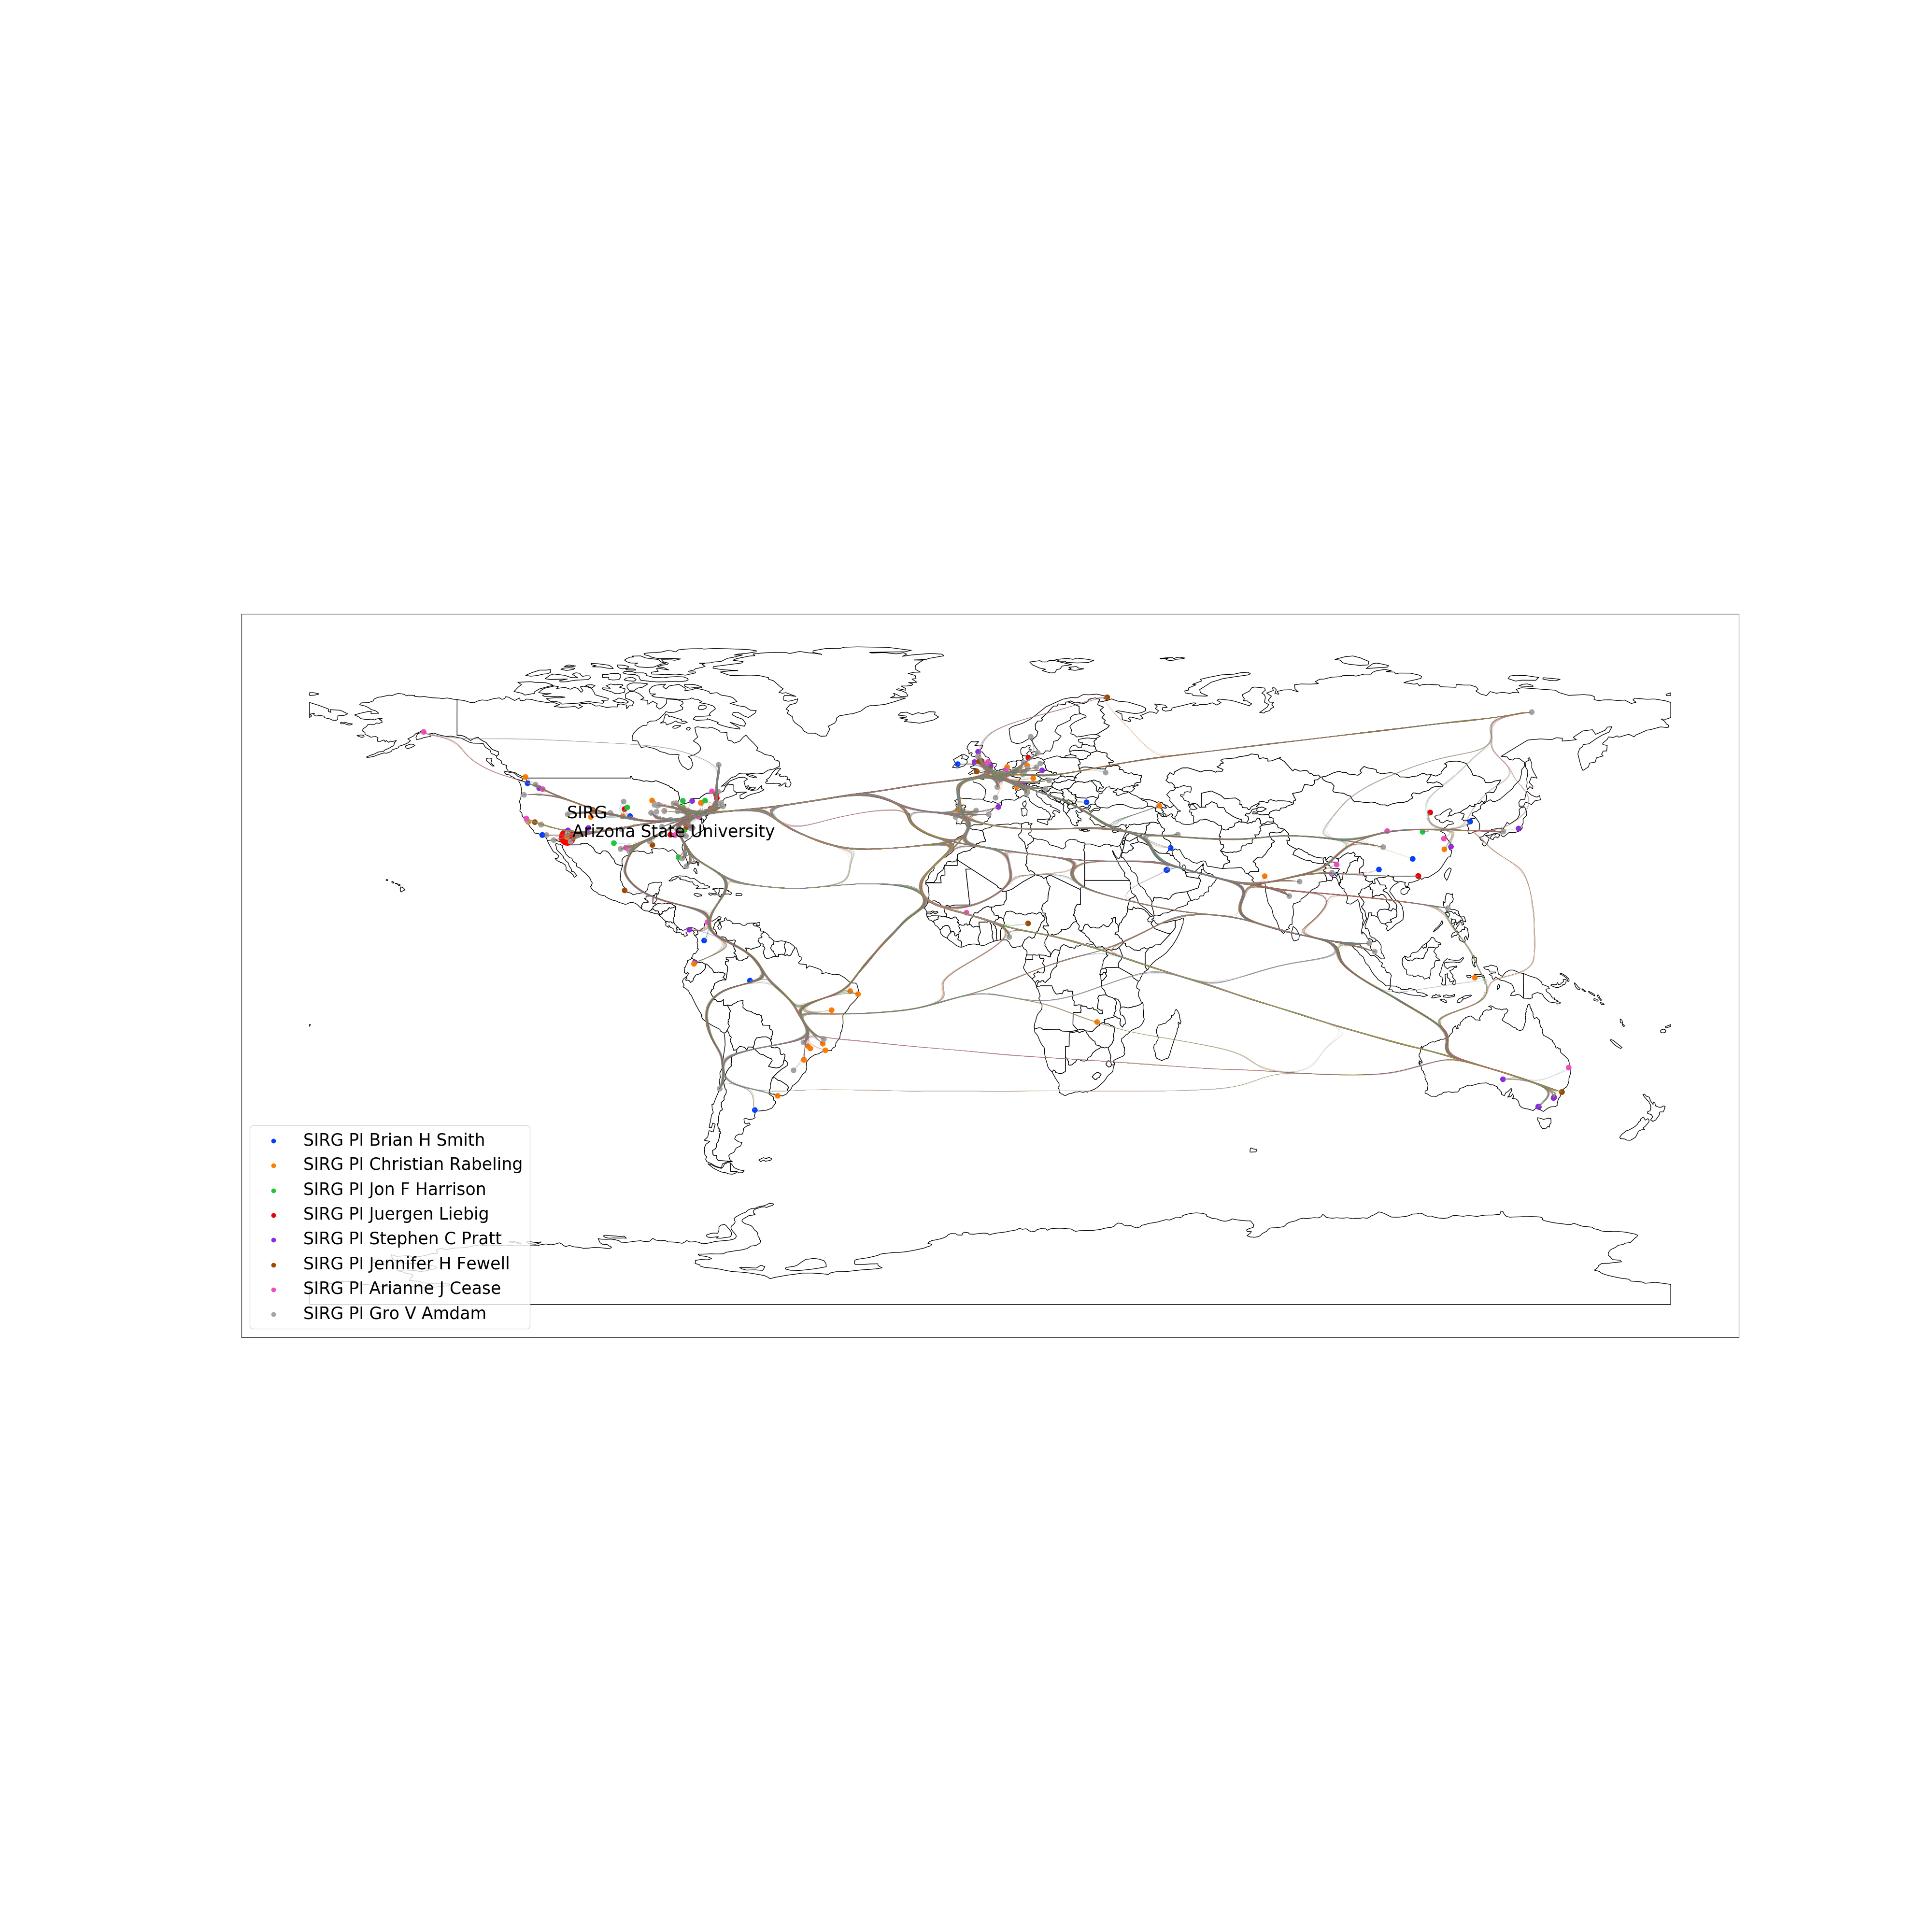 SIRG
Arizona State University
SIRG PI Brian H Smith
SIRG PI Christian Rabeling
SIRG PI Jon F Harrison
SIRG PI Juergen Liebig
SIRG PI Stephen C Pratt
SIRG PI Jennifer H Fewell
SIRG PI Arianne J Cease
SIRG PI Gro V Amdam